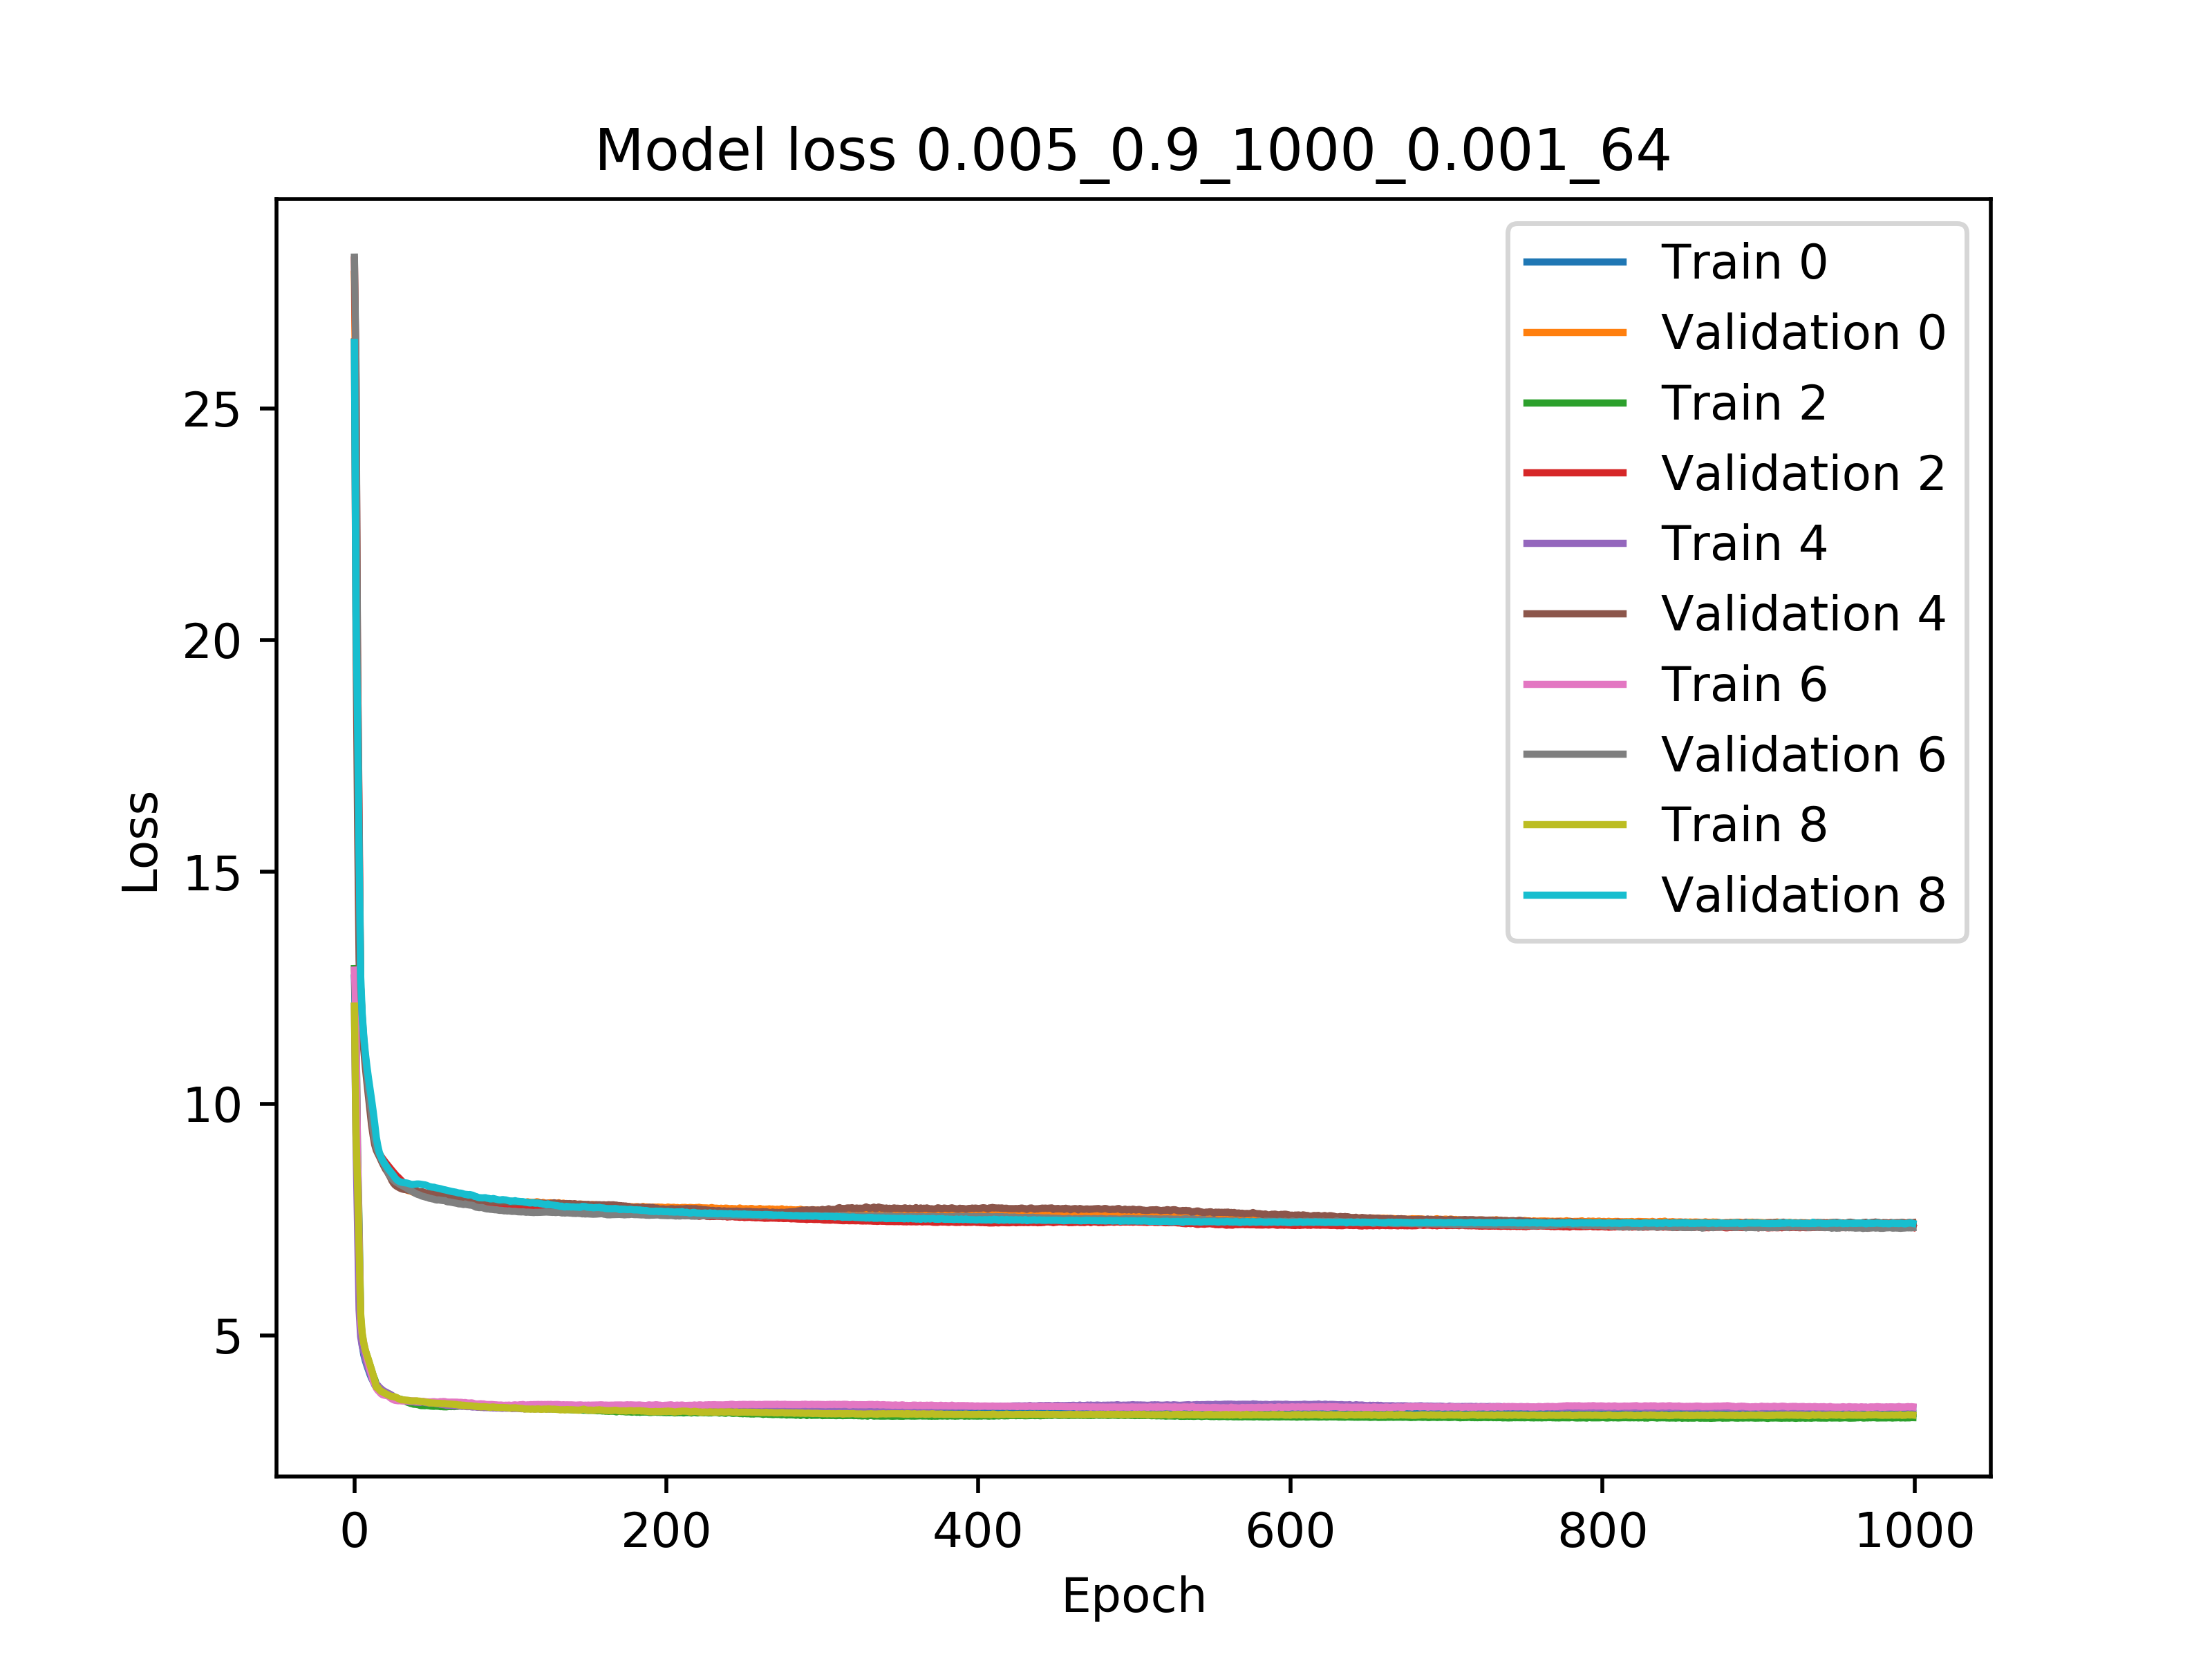 Model loss 0.005_0.9_1000_0.001_64
Train 0
Validation 0
Train 2
Validation 2
Train 4
Validation 4
Train 6
Validation 6
Train 8
Validation 8
25
20
15
10
5
Loss
0 200 400 600 800 1000
Epoch